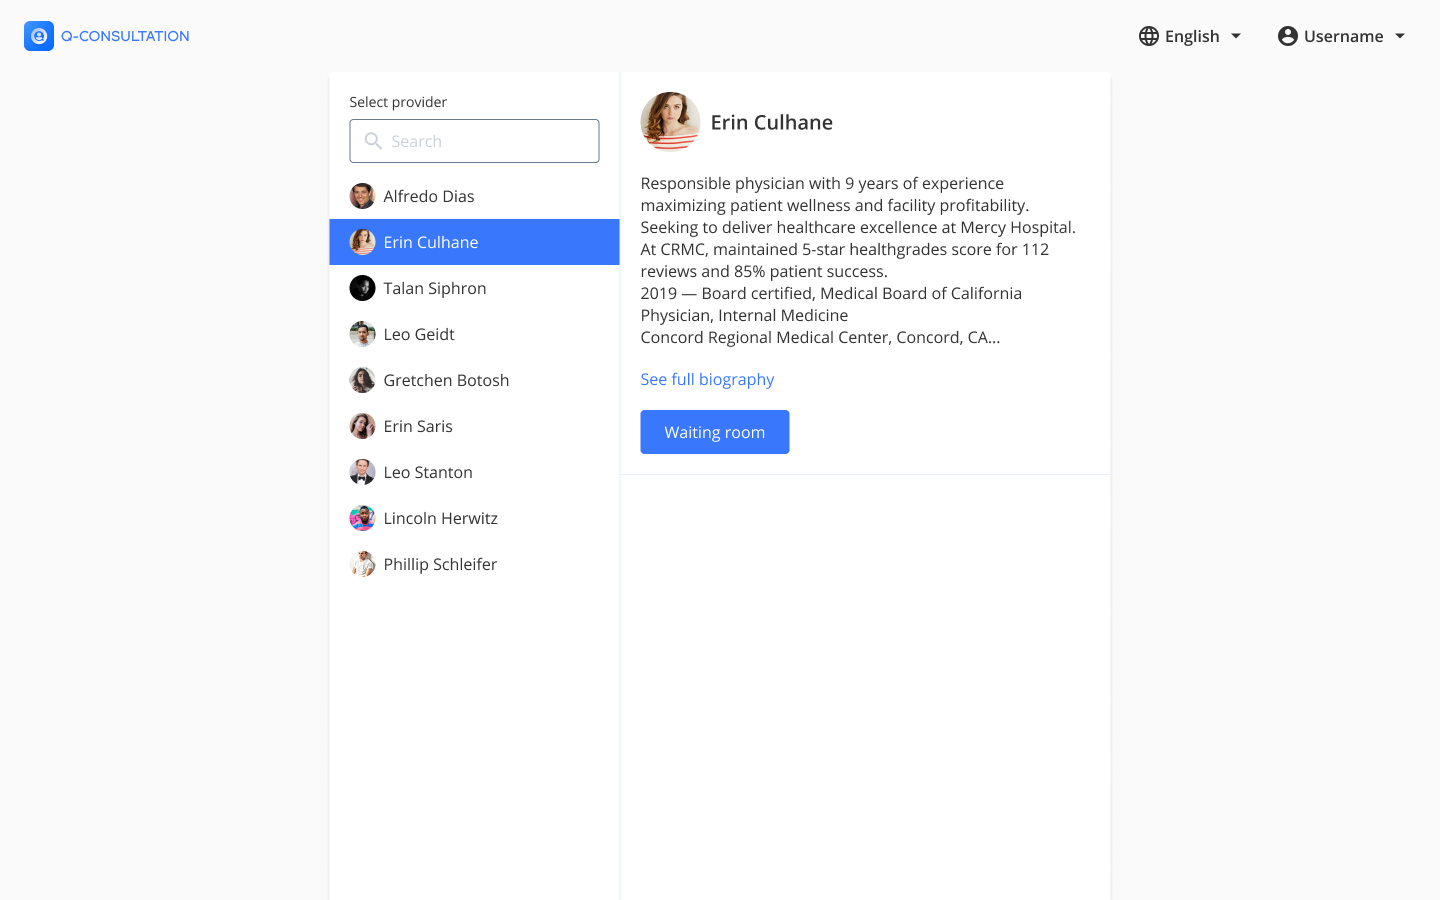 Q-CONSULTATION
English
Username
Select provider
Search
Alfredo Dias
Erin Culhane
Talan Siphron
Leo Geidt
Gretchen Botosh
Erin Saris
Leo Stanton
Lincoln Herwitz
Phillip Schleifer
Erin Culhane
Responsible physician with 9 years of experience
maximizing patient wellness and facility profitability.
Seeking to deliver healthcare excellence at Mercy Hospital.
At CRMC, maintained 5-star healthgrades score for 112
reviews and 85% patient success.
2019 — Board certified, Medical Board of California
Physician, Internal Medicine
Concord Regional Medical Center, Concord, CA...
See full biography
Waiting room